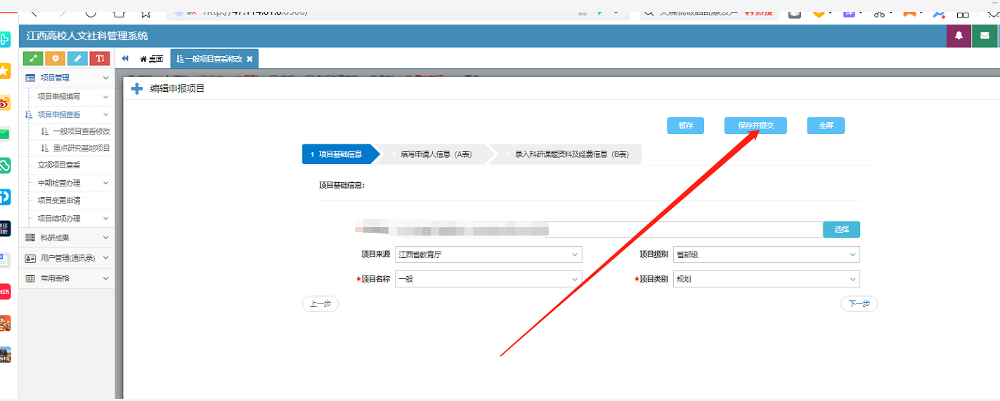 江西高校人文社科管理系统
桌面 一般项目查看修改
项目管理
项目申报填写
项目申报查看
一般项目查看修改
重点研究基地项目
立项项目查看
中期检查办理
项目变更申请
项目结项办理
科研成果
用户管理(通讯录)
常用表格
编辑申报项目
暂存 保存并提交 全屏
1 项目基础信息 2 填写申请人信息（A表） 3 录入科研课题资料及经费信息（B表）
项目基础信息:
选择
项目来源 江西省教育厅 项目级别 省部级
*项目名称 一般 *项目类别 规划
上一步 下一步